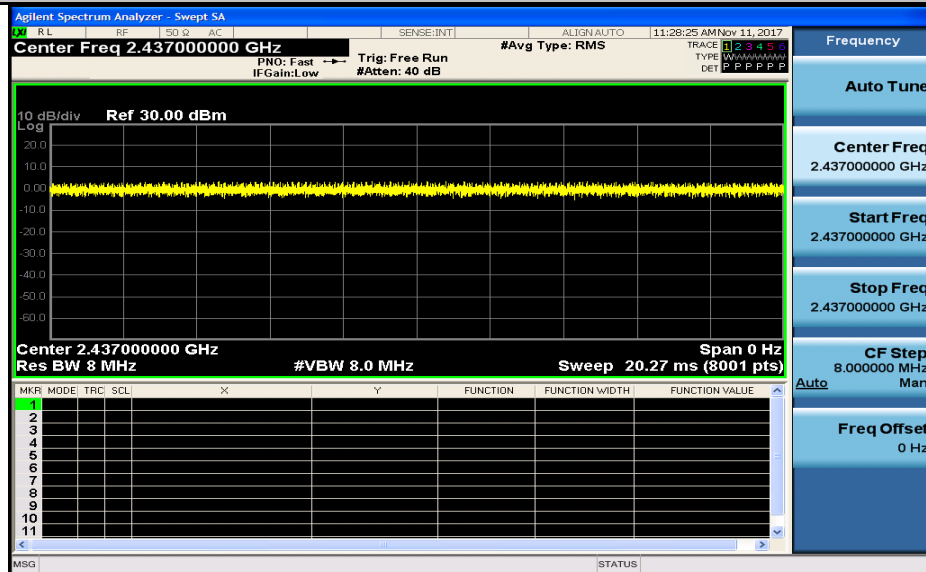 Agilent Spectrum Analyzer - Swept SA
LXI RL RF 50 Ω AC SENSE:INT ALIGN AUTO 11:28:25 AM Nov 11, 2017
Center Freq 2.437000000 GHz
PNO: Fast
IFGain:Low
Trig: Free Run
#Atten: 40 dB
#Avg Type: RMS
TRACE 1 2 3 4 5 6
TYPE WWWWWW
DET P P P P P P
10 dB/div Ref 30.00 dBm
Log
20.0
10.0
0.00
-10.0
-20.0
-30.0
-40.0
-50.0
-60.0
Center 2.437000000 GHz Span 0 Hz
Res BW 8 MHz #VBW 8.0 MHz Sweep 20.27 ms (8001 pts)
MKR MODE TRC SCL X Y FUNCTION FUNCTION WIDTH FUNCTION VALUE
1
2
3
4
5
6
7
8
9
10
11
MSG STATUS
Frequency
Auto Tune
Center Freq
2.437000000 GHz
Start Freq
2.437000000 GHz
Stop Freq
2.437000000 GHz
CF Step
8.000000 MHz
Auto Man
Freq Offset
0 Hz